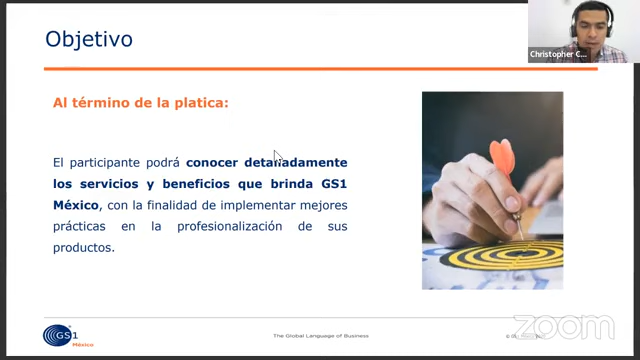 Objetivo
Christopher C...
Al término de la platica:
El participante podrá conocer detalladamente
los servicios y beneficios que brinda GS1
México, con la finalidad de implementar mejores
prácticas en la profesionalización de sus
productos.
GS1
México
The Global Language of Business
zoom